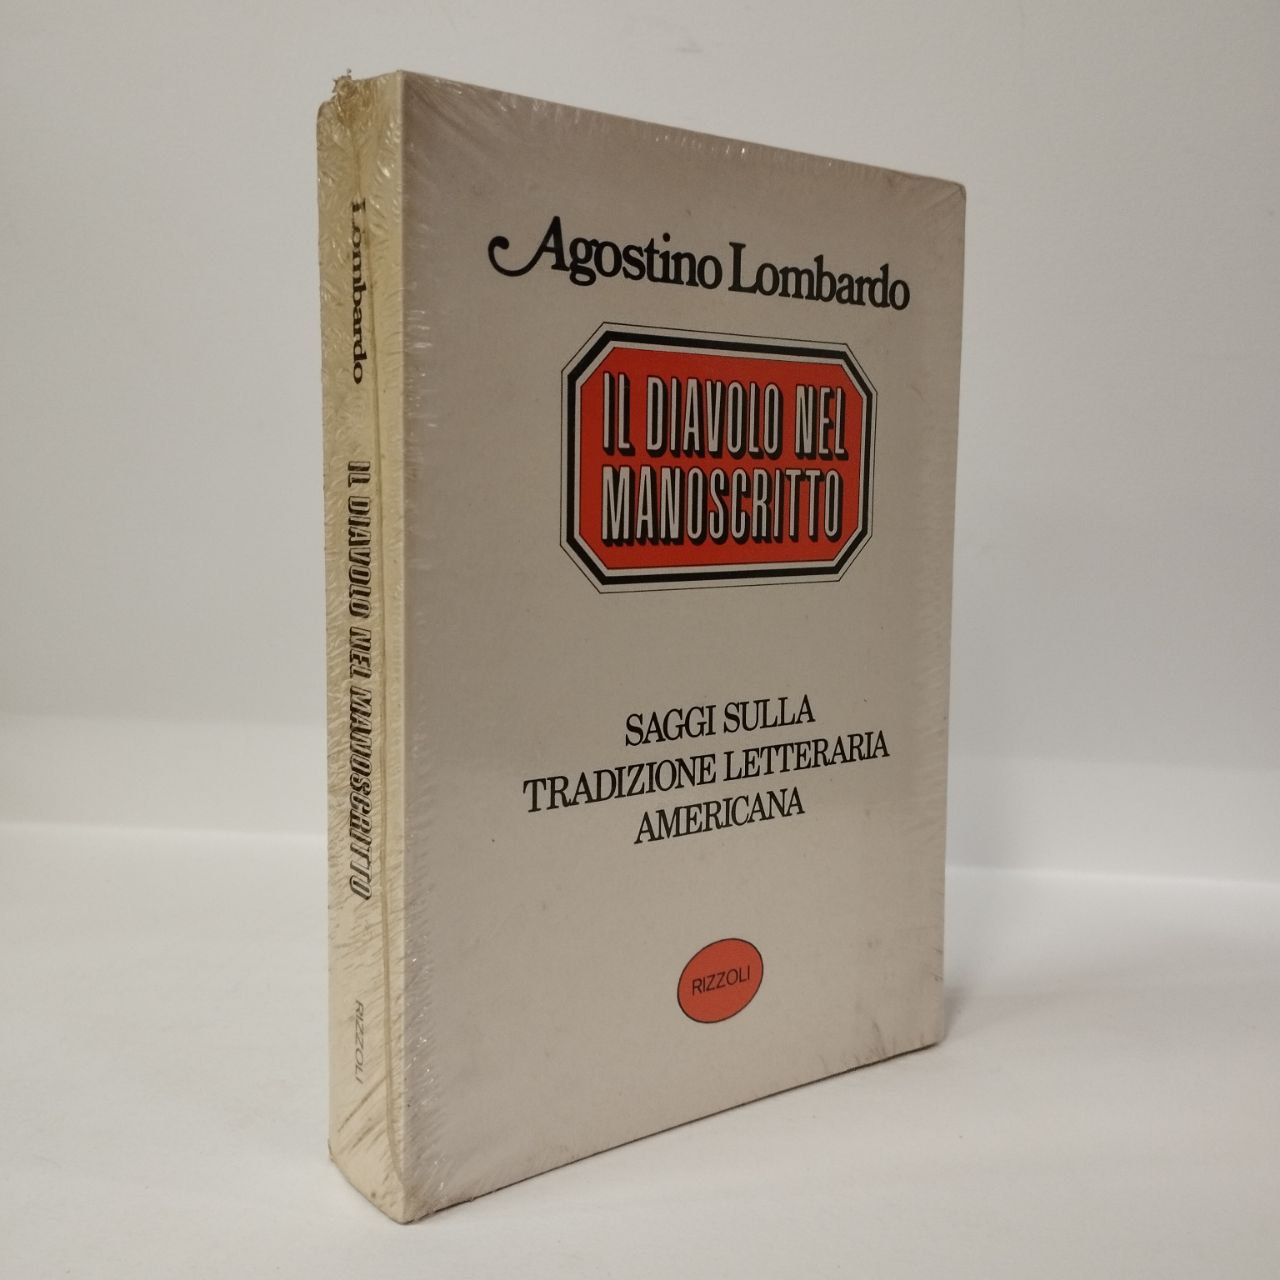 Agostino Lombardo
IL DIAVOLO NEL
MANOSCRITTO
SAGGI SULLA
TRADIZIONE LETTERARIA
AMERICANA
RIZZOLI
Lombardo
IL DIAVOLO NEL MANOSCRITTO
RIZZOLI